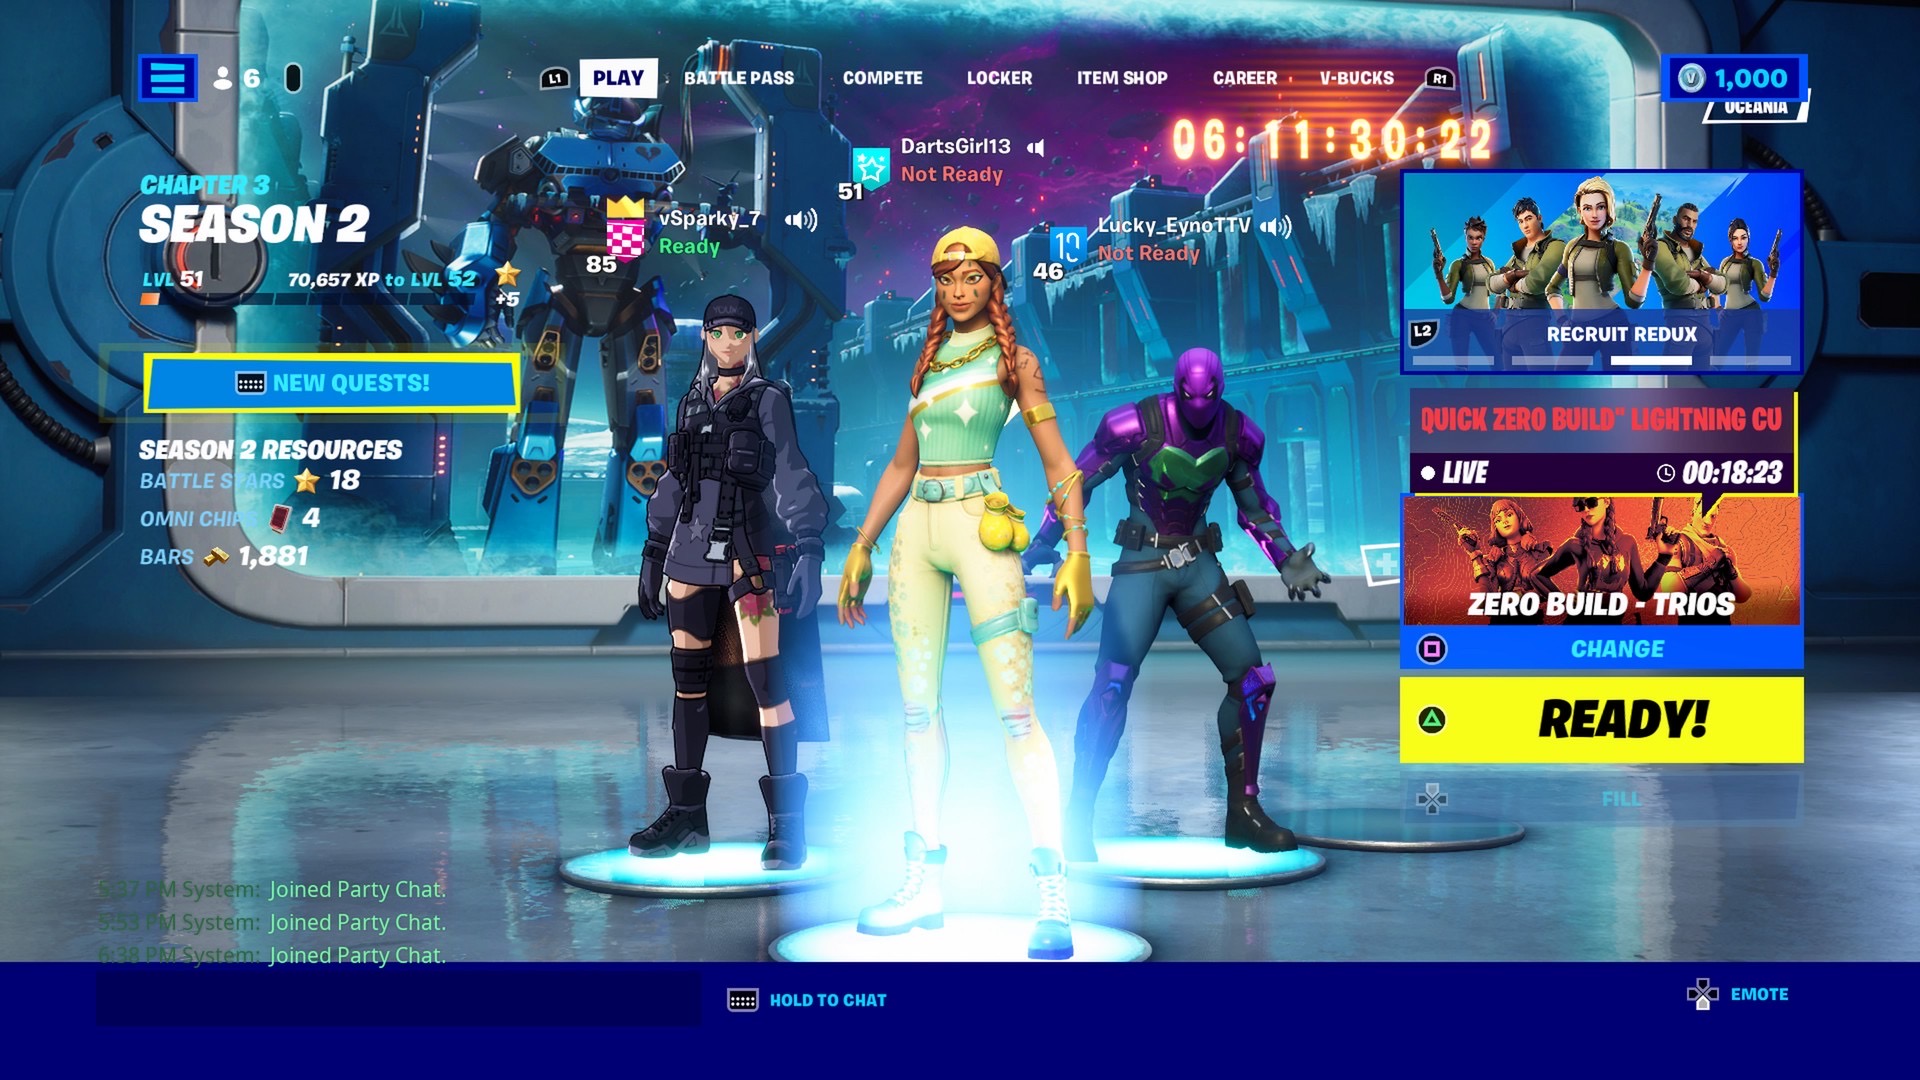 6
L1
PLAY
BATTLE PASS
COMPETE
LOCKER
ITEM SHOP
CAREER
V-BUCKS
R1
1,000
OCEANIA
06:11:30:22
DartsGirl13
Not Ready
51
vSparky_7
Ready
85
Lucky_EynoTTV
Not Ready
46
CHAPTER 3
SEASON 2
LVL 51
70,657 XP to LVL 52
+5
NEW QUESTS!
SEASON 2 RESOURCES
BATTLE STARS 18
OMNI CHIPS 4
BARS 1,881
L2
RECRUIT REDUX
QUICK ZERO BUILD" LIGHTNING CU
LIVE
00:18:23
ZERO BUILD - TRIOS
CHANGE
READY!
FILL
5:37 PM System: Joined Party Chat.
5:53 PM System: Joined Party Chat.
6:38 PM System: Joined Party Chat.
HOLD TO CHAT
EMOTE